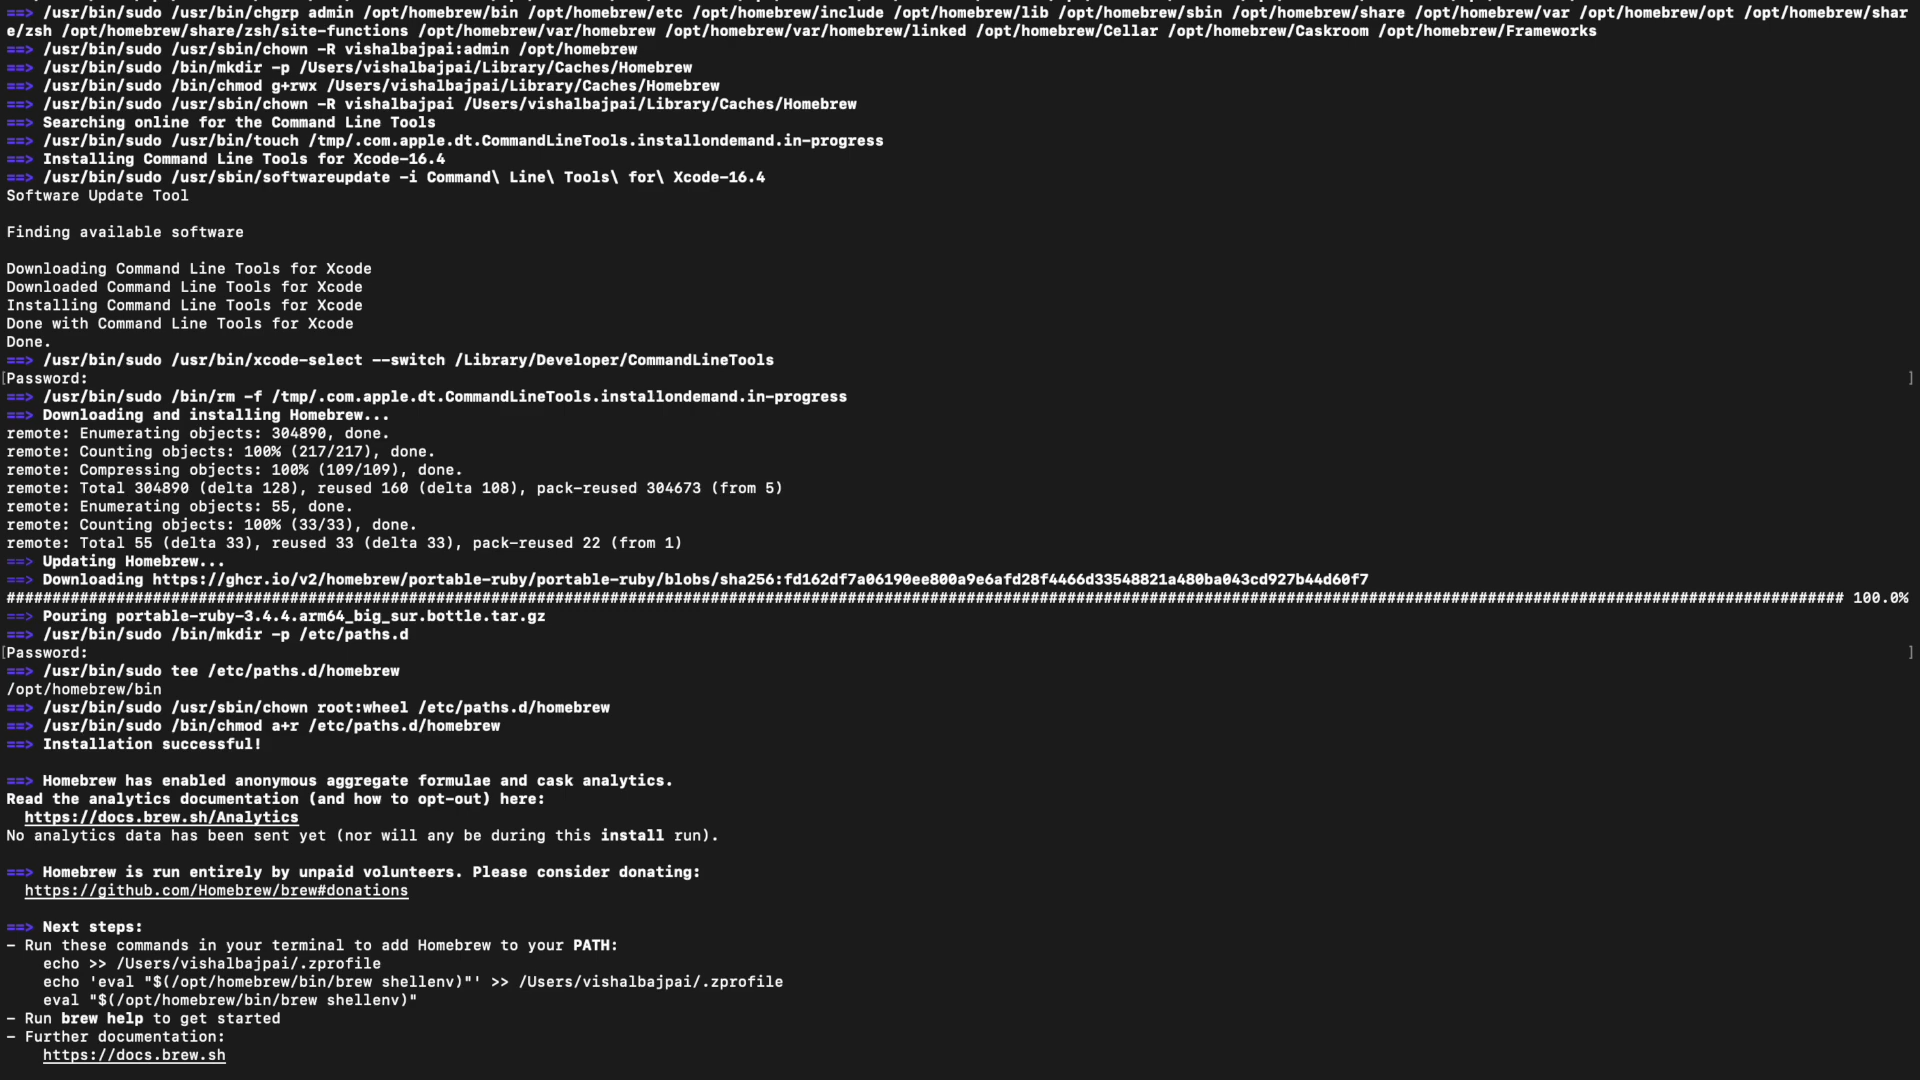 ==> /usr/bin/sudo /usr/bin/chgrp admin /opt/homebrew/bin /opt/homebrew/etc /opt/homebrew/include /opt/homebrew/lib /opt/homebrew/sbin /opt/homebrew/share /opt/homebrew/var /opt/homebrew/opt /opt/homebrew/shar
e/zsh /opt/homebrew/share/zsh/site-functions /opt/homebrew/var/homebrew /opt/homebrew/var/homebrew/linked /opt/homebrew/Cellar /opt/homebrew/Caskroom /opt/homebrew/Frameworks
==> /usr/bin/sudo /usr/sbin/chown -R vishalbajpai:admin /opt/homebrew
==> /usr/bin/sudo /bin/mkdir -p /Users/vishalbajpai/Library/Caches/Homebrew
==> /usr/bin/sudo /bin/chmod g+rwx /Users/vishalbajpai/Library/Caches/Homebrew
==> /usr/bin/sudo /usr/sbin/chown -R vishalbajpai /Users/vishalbajpai/Library/Caches/Homebrew
==> Searching online for the Command Line Tools
==> /usr/bin/sudo /usr/bin/touch /tmp/.com.apple.dt.CommandLineTools.installondemand.in-progress
==> Installing Command Line Tools for Xcode-16.4
==> /usr/bin/sudo /usr/sbin/softwareupdate -i Command\ Line\ Tools\ for\ Xcode-16.4
Software Update Tool
Finding available software
Downloading Command Line Tools for Xcode
Downloaded Command Line Tools for Xcode
Installing Command Line Tools for Xcode
Done with Command Line Tools for Xcode
Done.
==> /usr/bin/sudo /usr/bin/xcode-select --switch /Library/Developer/CommandLineTools
[Password: ]
==> /usr/bin/sudo /bin/rm -f /tmp/.com.apple.dt.CommandLineTools.installondemand.in-progress
==> Downloading and installing Homebrew...
remote: Enumerating objects: 304890, done.
remote: Counting objects: 100% (217/217), done.
remote: Compressing objects: 100% (109/109), done.
remote: Total 304890 (delta 128), reused 160 (delta 108), pack-reused 304673 (from 5)
remote: Enumerating objects: 55, done.
remote: Counting objects: 100% (33/33), done.
remote: Total 55 (delta 33), reused 33 (delta 33), pack-reused 22 (from 1)
==> Updating Homebrew...
==> Downloading https://ghcr.io/v2/homebrew/portable-ruby/portable-ruby/blobs/sha256:fd162df7a06190ee800a9e6afd28f4466d33548821a480ba043cd927b44d60f7
######################################################################################################################################################################################################### 100.0%
==> Pouring portable-ruby-3.4.4.arm64_big_sur.bottle.tar.gz
==> /usr/bin/sudo /bin/mkdir -p /etc/paths.d
[Password: ]
==> /usr/bin/sudo tee /etc/paths.d/homebrew
/opt/homebrew/bin
==> /usr/bin/sudo /usr/sbin/chown root:wheel /etc/paths.d/homebrew
==> /usr/bin/sudo /bin/chmod a+r /etc/paths.d/homebrew
==> Installation successful!
==> Homebrew has enabled anonymous aggregate formulae and cask analytics.
Read the analytics documentation (and how to opt-out) here:
https://docs.brew.sh/Analytics
No analytics data has been sent yet (nor will any be during this install run).
==> Homebrew is run entirely by unpaid volunteers. Please consider donating:
https://github.com/Homebrew/brew#donations
==> Next steps:
- Run these commands in your terminal to add Homebrew to your PATH:
echo >> /Users/vishalbajpai/.zprofile
echo 'eval "$(/opt/homebrew/bin/brew shellenv)"' >> /Users/vishalbajpai/.zprofile
eval "$(/opt/homebrew/bin/brew shellenv)"
- Run brew help to get started
- Further documentation:
https://docs.brew.sh